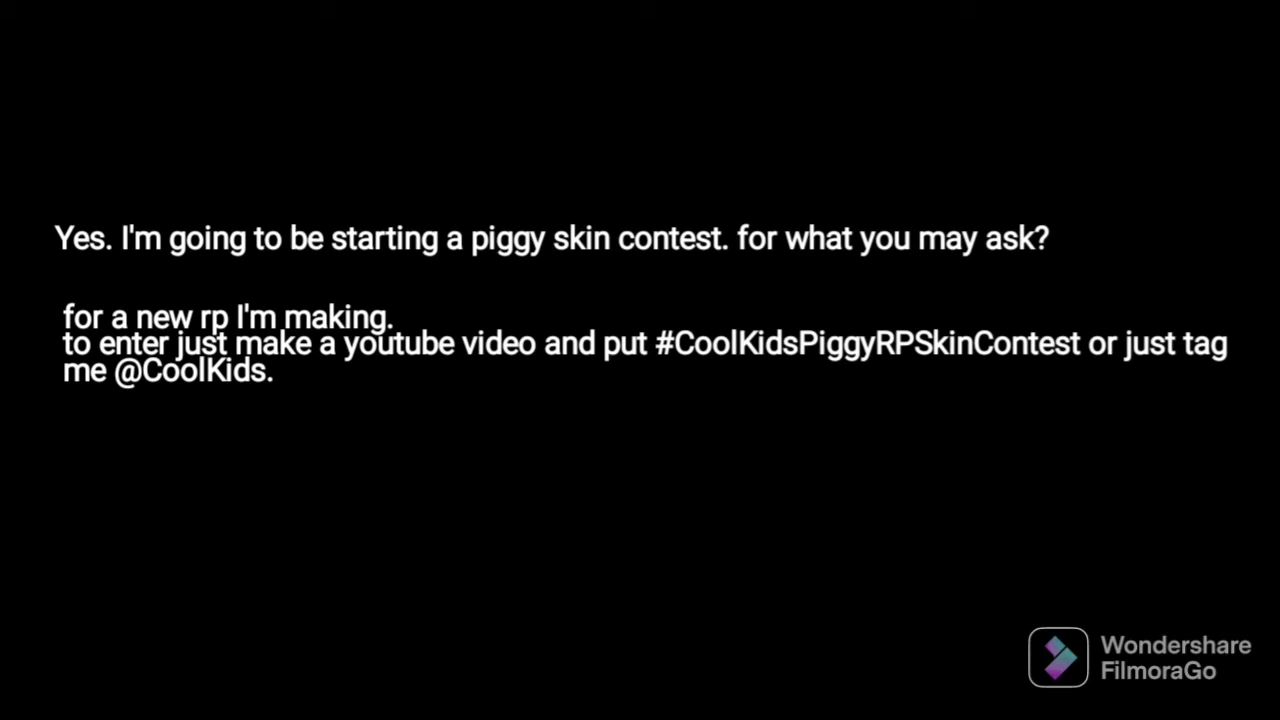 Yes. I'm going to be starting a piggy skin contest. for what you may ask?
for a new rp I'm making.
to enter just make a youtube video and put #CoolKidsPiggyRPSkinContest or just tag
me @CoolKids.
Wondershare
FilmoraGo